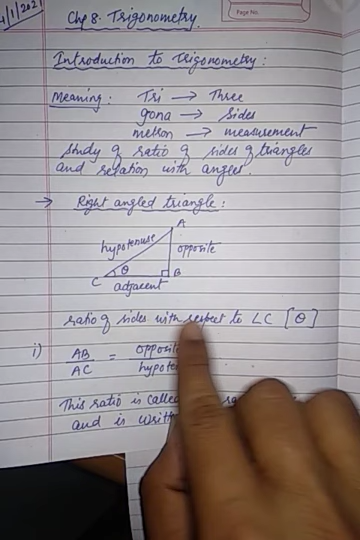 4/1/2021
Chp 8. Trigonometry.
Page No.
Introduction to Trigonometry:
Meaning: Tri → Three
gona → sides
metron → measurement
study of ratio of sides of triangles
and relation with angles.
→ Right angled triangle:
A
hypotenuse
opposite
C θ B
adjacent
ratio of sides with respect to ∠C [θ]
i) AB = opposite
AC hypote
This ratio is called
and is written